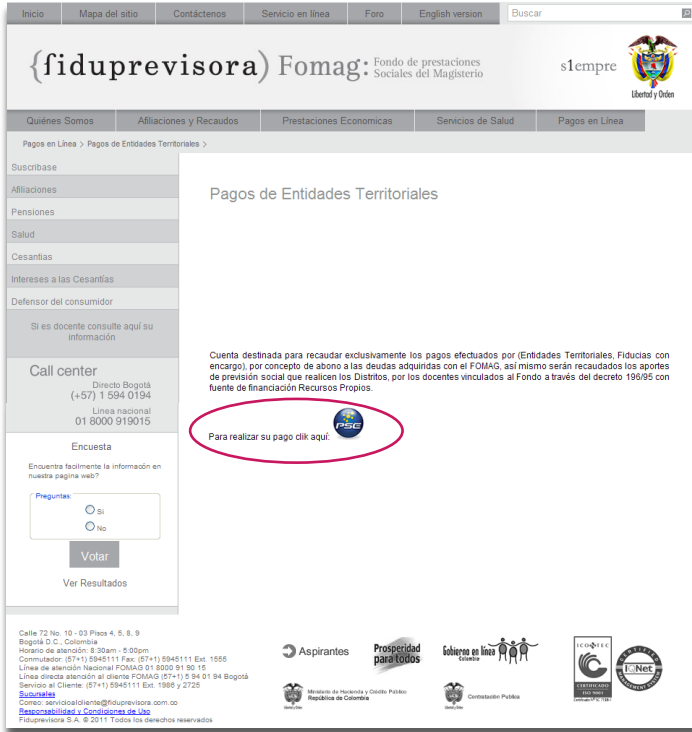 Inicio Mapa del sitio Contáctenos Servicio en línea Foro English version Buscar
{fiduprevisora) Fomag: Fondo de prestaciones
Sociales del Magisterio
s1empre
Libertad y Orden
Quiénes Somos Afiliaciones y Recaudos Prestaciones Economicas Servicios de Salud Pagos en Línea
Pagos en Línea > Pagos de Entidades Territoriales >
Suscribase
Afiliaciones
Pensiones
Salud
Cesantias
Intereses a las Cesantías
Defensor del consumidor
Si es docente consulte aquí su
información
Call center
Directo Bogotá
(+57) 1 594 0194
Linea nacional
01 8000 919015
Encuesta
Encuentra facilmente la información en
nuestra pagina web?
Preguntas:
Si
No
Votar
Ver Resultados
Pagos de Entidades Territoriales
Cuenta destinada para recaudar exclusivamente los pagos efectuados por (Entidades Territoriales, Fiducias con
encargo), por concepto de abono a las deudas adquiridas con el FOMAG, así mismo serán recaudados los aportes
de previsión social que realicen los Distritos, por los docentes vinculados al Fondo a través del decreto 196/95 con
fuente de financiación Recursos Propios.
Para realizar su pago clik aquí: PSE
Calle 72 No. 10 - 03 Pisos 4, 5, 8, 9
Bogotá D.C., Colombia
Horario de atención: 8:30am - 5:00pm
Conmutador: (57+1) 5945111 Fax: (57+1) 5945111 Ext. 1555
Línea de atención Nacional FOMAG 01 8000 91 90 15
Línea directa atención al cliente FOMAG (57+1) 5 94 01 94 Bogotá
Servicio al Cliente: (57+1) 5945111 Ext. 1986 y 2725
Sucursales
Correo: servicioalcliente@fiduprevisora.com.co
Responsabilidad y Condiciones de Uso
Fiduprevisora S.A. © 2011 Todos los derechos reservados
Aspirantes
Prosperidad
para todos
Gobierno en línea
Colombia
Ministerio de Hacienda y Crédito Público
República de Colombia
Contratación Publica
ICONTEC
CERTIFICADO
ISO 9001
CERTIFIED
IQNet
MANAGEMENT SYSTEM